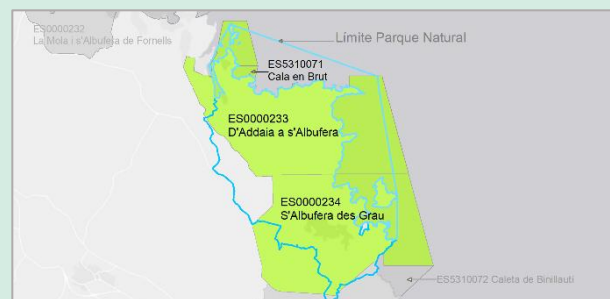 ES0000232
La Mola i s'Albufera de Fornells
Límite Parque Natural
ES5310071
Cala en Brut
ES0000233
D'Addaia a s'Albufera
ES0000234
S'Albufera des Grau
ES5310072 Caleta de Binillautí